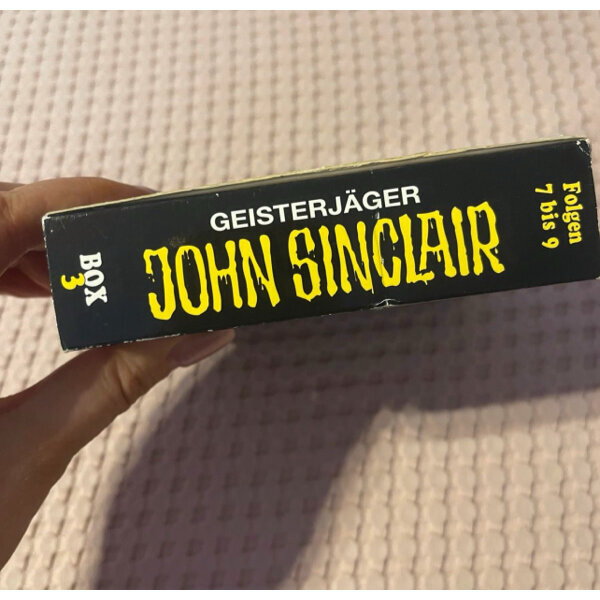 BOX
3
GEISTERJÄGER
JOHN SINCLAIR
Folgen
7 bis 9